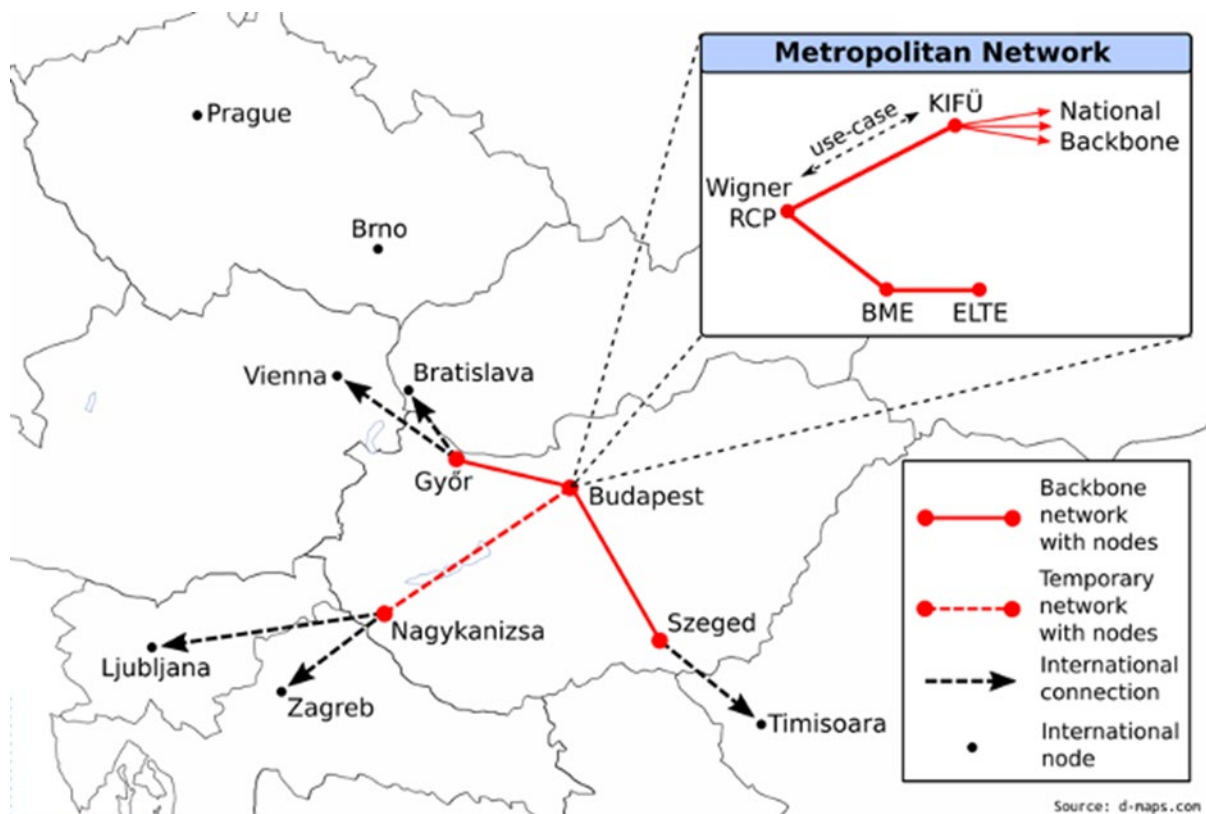 Metropolitan Network
KIFÜ
National
Backbone
use-case
Wigner
RCP
BME
ELTE
Prague
Brno
Vienna
Bratislava
Győr
Budapest
Nagykanizsa
Szeged
Ljubljana
Zagreb
Timisoara
Backbone
network
with nodes
Temporary
network
with nodes
International
connection
International
node
Source: d-maps.com